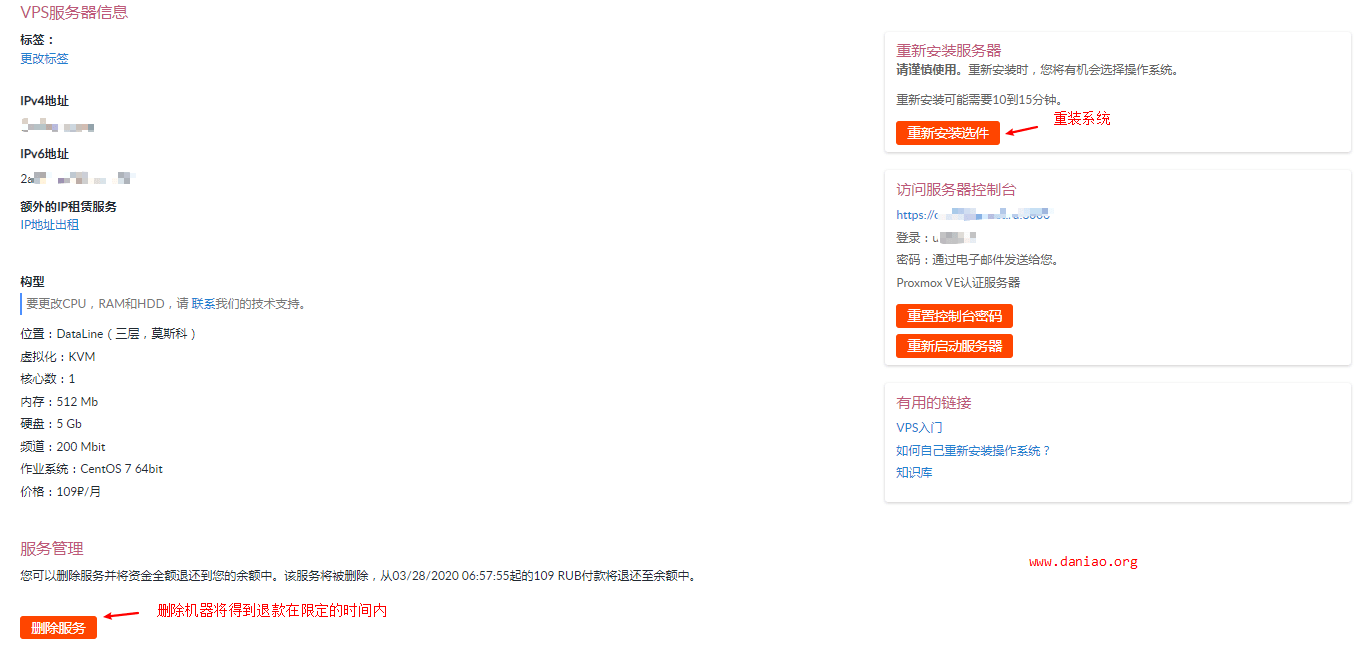 VPS服务器信息
标签：
更改标签
IPv4地址
IPv6地址
2a
额外的IP租赁服务
IP地址出租
构型
要更改CPU，RAM和HDD，请 联系我们的技术支持。
位置：DataLine（三层，莫斯科）
虚拟化：KVM
核心数：1
内存：512 Mb
硬盘：5 Gb
频道：200 Mbit
作业系统：CentOS 7 64bit
价格：109₽/月
服务管理
您可以删除服务并将资金全额退还到您的余额中。该服务将被删除，从03/28/2020 06:57:55起的109 RUB付款将退还至余额中。
删除服务
删除机器将得到退款在限定的时间内
重新安装服务器
请谨慎使用。重新安装时，您将有机会选择操作系统。
重新安装可能需要10到15分钟。
重新安装选件
重装系统
访问服务器控制台
https://
登录：u
密码：通过电子邮件发送给您。
Proxmox VE认证服务器
重置控制台密码
重新启动服务器
有用的链接
VPS入门
如何自己重新安装操作系统？
知识库
www.daniao.org